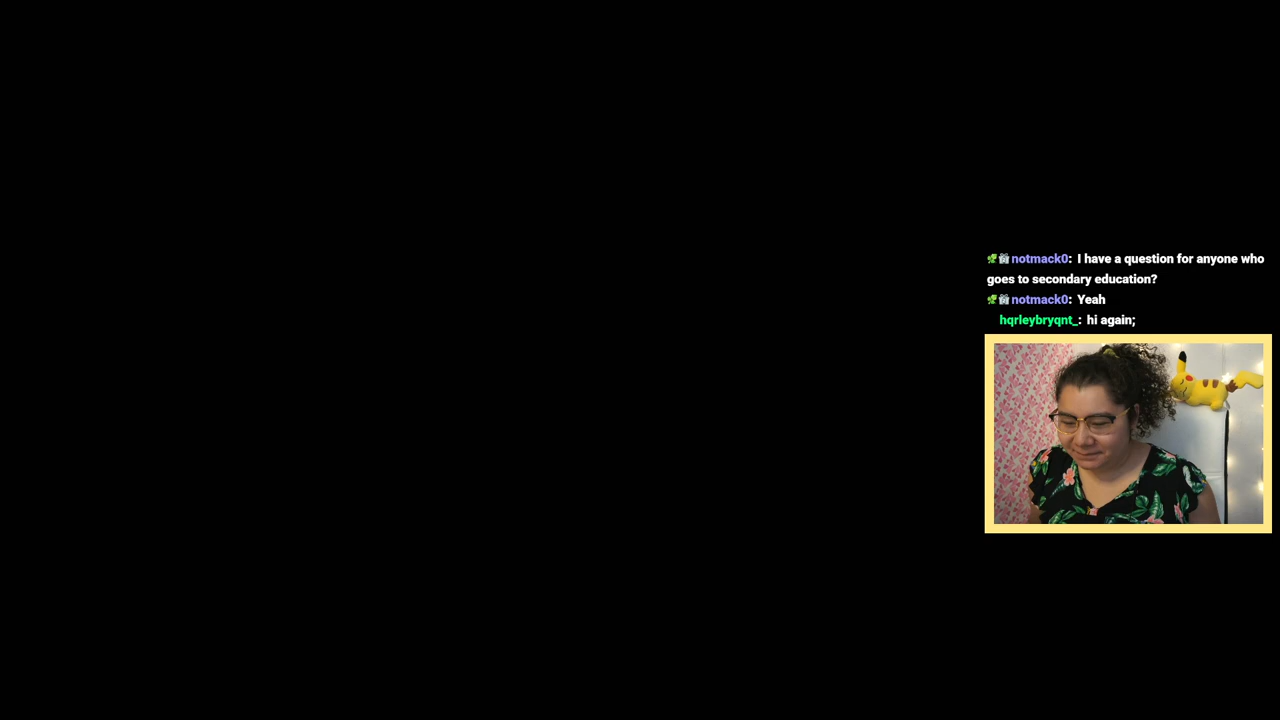 notmack0: I have a question for anyone who
goes to secondary education?
notmack0: Yeah
hqrleybryqnt_: hi again;